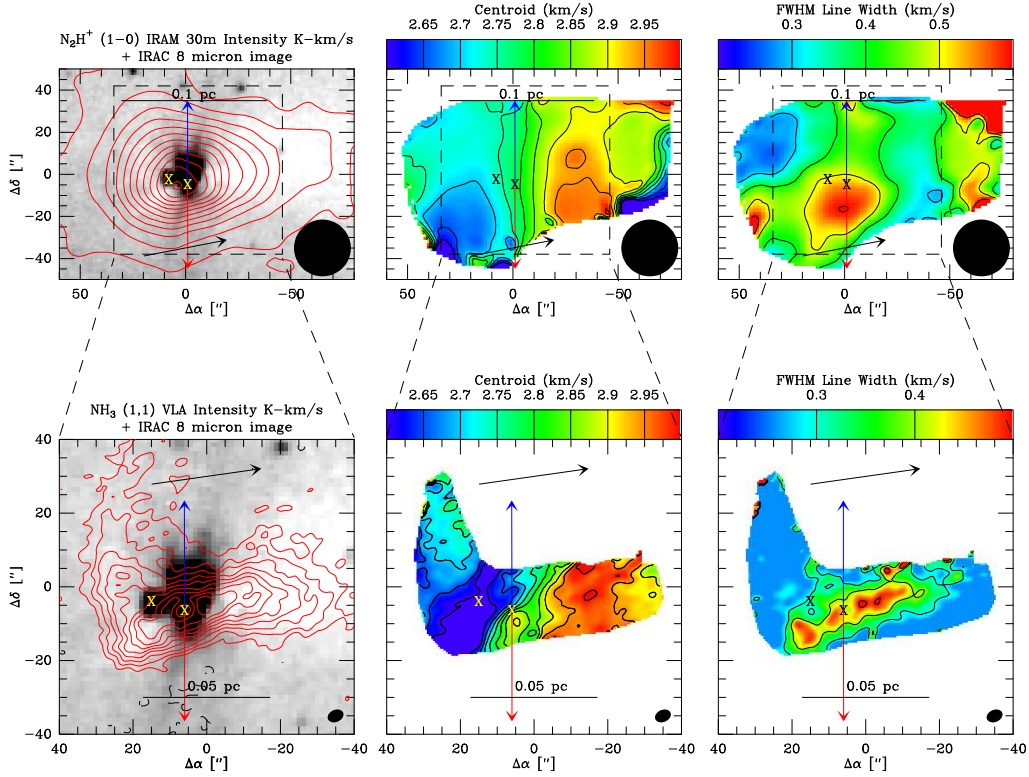 Centroid (km/s)
2.65 2.7 2.75 2.8 2.85 2.9 2.95
FWHM Line Width (km/s)
0.3 0.4 0.5
N₂H⁺ (1−0) IRAM 30m Intensity K−km/s
+ IRAC 8 micron image
0.1 pc
X X
Δδ [″]
40 20 0 −20 −40
50 0 −50
Δα [″]
0.1 pc
X X
50 0 −50
Δα [″]
0.1 pc
X X
50 0 −50
Δα [″]
NH₃ (1,1) VLA Intensity K−km/s
+ IRAC 8 micron image
Centroid (km/s)
2.65 2.7 2.75 2.8 2.85 2.9 2.95
FWHM Line Width (km/s)
0.3 0.4
X X
0.05 pc
Δδ [″]
40 20 0 −20 −40
40 20 0 −20 −40
Δα [″]
X X
0.05 pc
20 0 −20 −40
Δα [″]
X X
0.05 pc
40 20 0 −20 −40
Δα [″]